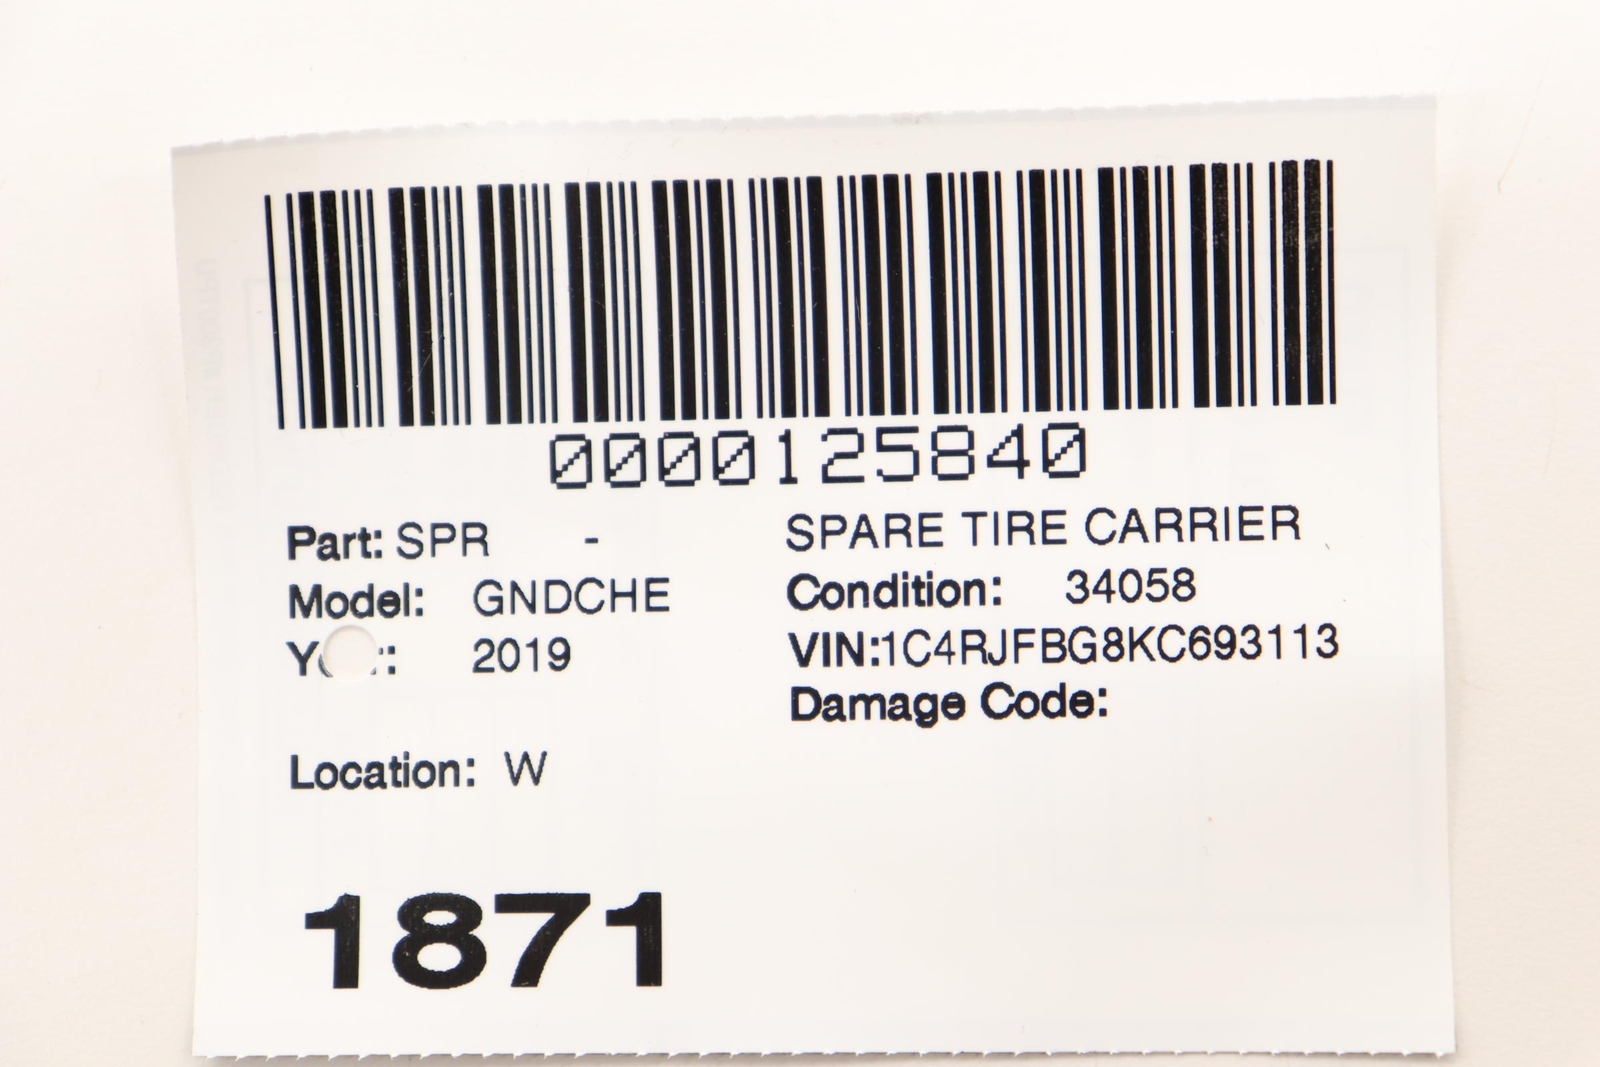 0000125840
Part: SPR - SPARE TIRE CARRIER
Model: GNDCHE Condition: 34058
2019 VIN:1C4RJFBG8KC693113
Damage Code:
Location: W
1871